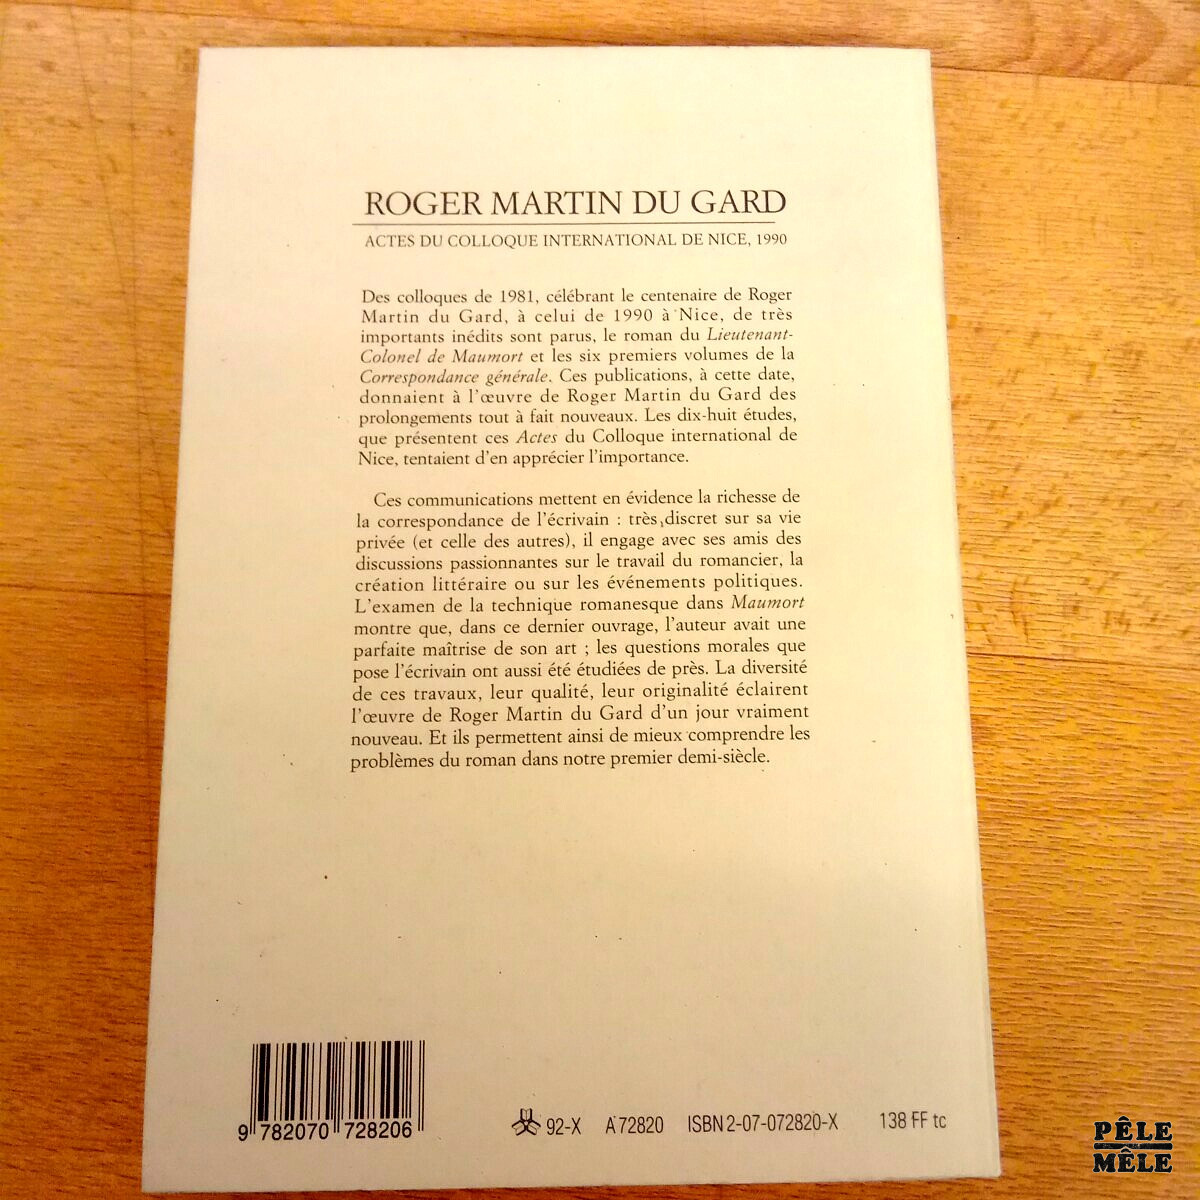 ROGER MARTIN DU GARD
ACTES DU COLLOQUE INTERNATIONAL DE NICE, 1990
Des colloques de 1981, célébrant le centenaire de Roger
Martin du Gard, à celui de 1990 à Nice, de très
importants inédits sont parus, le roman du Lieutenant-
Colonel de Maumort et les six premiers volumes de la
Correspondance générale. Ces publications, à cette date,
donnaient à l'œuvre de Roger Martin du Gard des
prolongements tout à fait nouveaux. Les dix-huit études,
que présentent ces Actes du Colloque international de
Nice, tentaient d'en apprécier l'importance.
Ces communications mettent en évidence la richesse de
la correspondance de l'écrivain : très discret sur sa vie
privée (et celle des autres), il engage avec ses amis des
discussions passionnantes sur le travail du romancier, la
création littéraire ou sur les événements politiques.
L'examen de la technique romanesque dans Maumort
montre que, dans ce dernier ouvrage, l'auteur avait une
parfaite maîtrise de son art ; les questions morales que
pose l'écrivain ont aussi été étudiées de près. La diversité
de ces travaux, leur qualité, leur originalité éclairent
l'œuvre de Roger Martin du Gard d'un jour vraiment
nouveau. Et ils permettent ainsi de mieux comprendre les
problèmes du roman dans notre premier demi-siècle.
9 782070 728206
92-X A 72820 ISBN 2-07-072820-X 138 FF tc
PÊLE
MÊLE